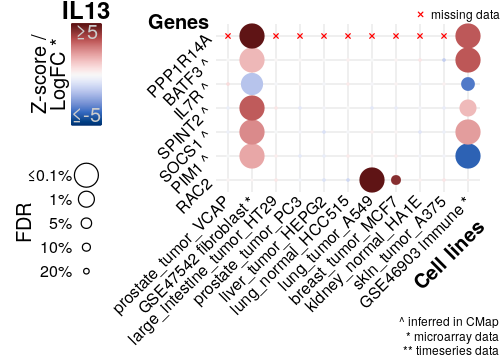 IL13
Genes
× missing data
≥5
Z-score /
LogFC *
≤-5
PPP1R14A
BATF3 ^
IL7R ^
SPINT2 ^
SOCS1 ^
PIM1 ^
RAC2
FDR
≤0.1%
1%
5%
10%
20%
prostate_tumor_VCAP
GSE47542 fibroblast *
large_intestine_tumor_HT29
prostate_tumor_PC3
liver_tumor_HEPG2
lung_normal_HCC515
lung_tumor_A549
breast_tumor_MCF7
kidney_normal_HA1E
skin_tumor_A375
GSE46903 Immune *
Cell lines
^ inferred in CMap
* microarray data
** timeseries data